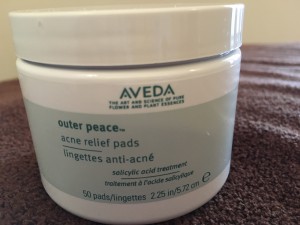 AVEDA
THE ART AND SCIENCE OF PURE
FLOWER AND PLANT ESSENCES
outer peace™
acne relief pads
lingettes anti-acné
salicylic acid treatment
traitement à l'acide salicylique
50 pads/lingettes 2.25 in/5.72 cm ℮